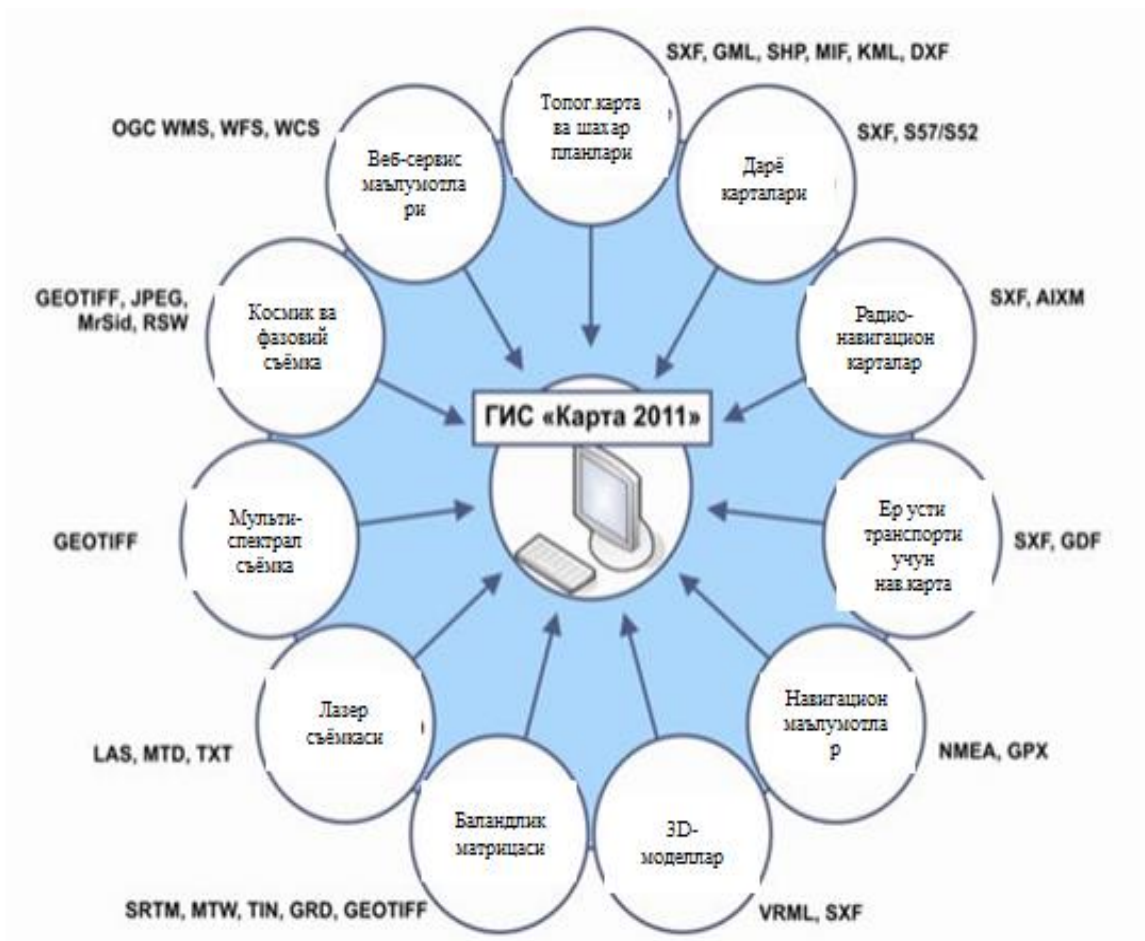 SXF, GML, SHP, MIF, KML, DXF
Топог.карта
ва шахар
планлари
OGC WMS, WFS, WCS
Веб-сервис
маълумотла
ри
SXF, S57/S52
Дарё
карталари
GEOTIFF, JPEG,
MrSid, RSW
Космик ва
фазовий
съёмка
SXF, AIXM
Радио-
навигацион
карталар
ГИС «Карта 2011»
GEOTIFF
Мульти-
спектрал
съёмка
SXF, GDF
Ер усти
транспорти
учун
нав.карта
LAS, MTD, TXT
Лазер
съёмкаси
NMEA, GPX
Навигацион
маълумотла
р
SRTM, MTW, TIN, GRD, GEOTIFF
Баландлик
матрицаси
VRML, SXF
3D-
моделлар